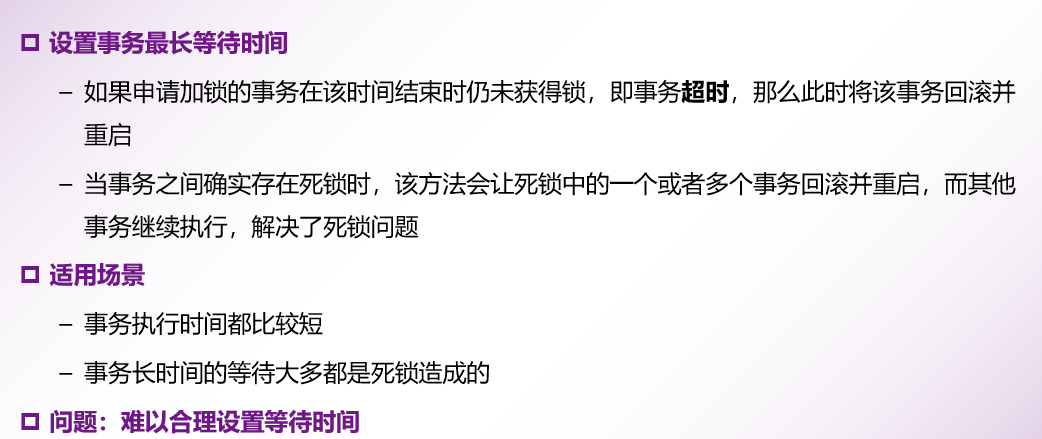 设置事务最长等待时间
– 如果申请加锁的事务在该时间结束时仍未获得锁，即事务超时，那么此时将该事务回滚并
重启
– 当事务之间确实存在死锁时，该方法会让死锁中的一个或者多个事务回滚并重启，而其他
事务继续执行，解决了死锁问题
适用场景
– 事务执行时间都比较短
– 事务长时间的等待大多都是死锁造成的
问题：难以合理设置等待时间